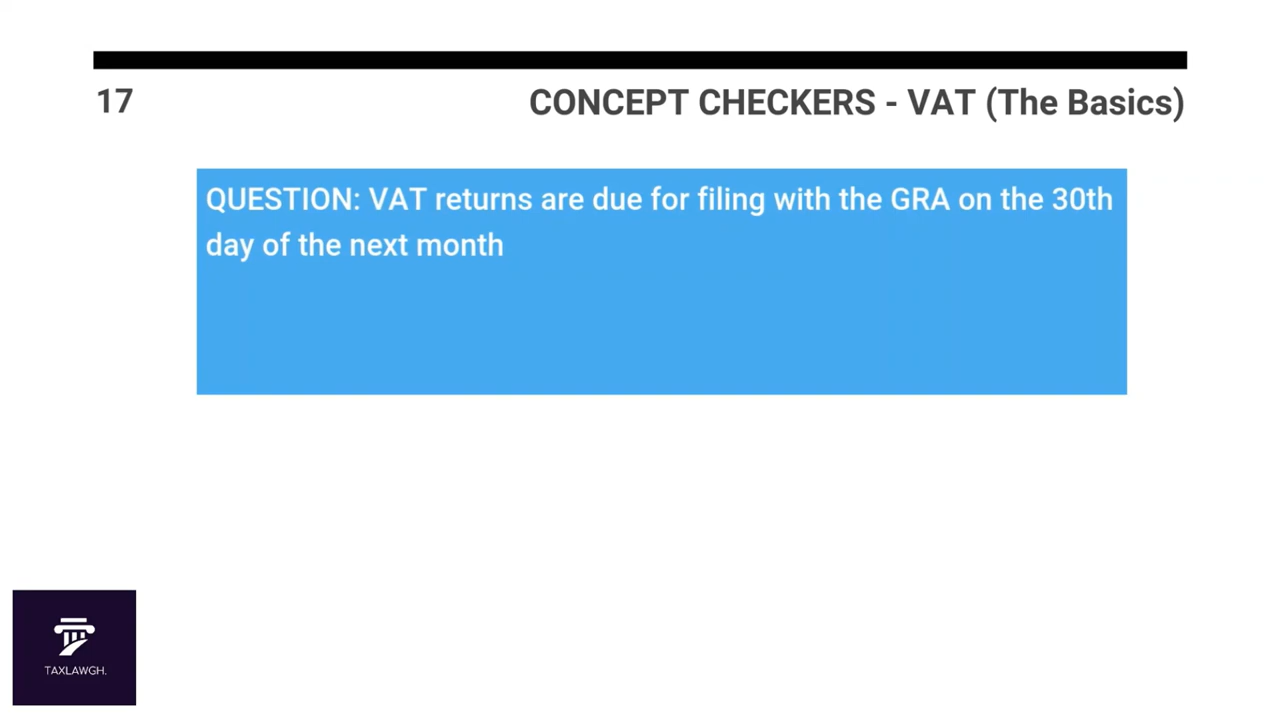 17
CONCEPT CHECKERS - VAT (The Basics)
QUESTION: VAT returns are due for filing with the GRA on the 30th
day of the next month
TAXLAWGH.